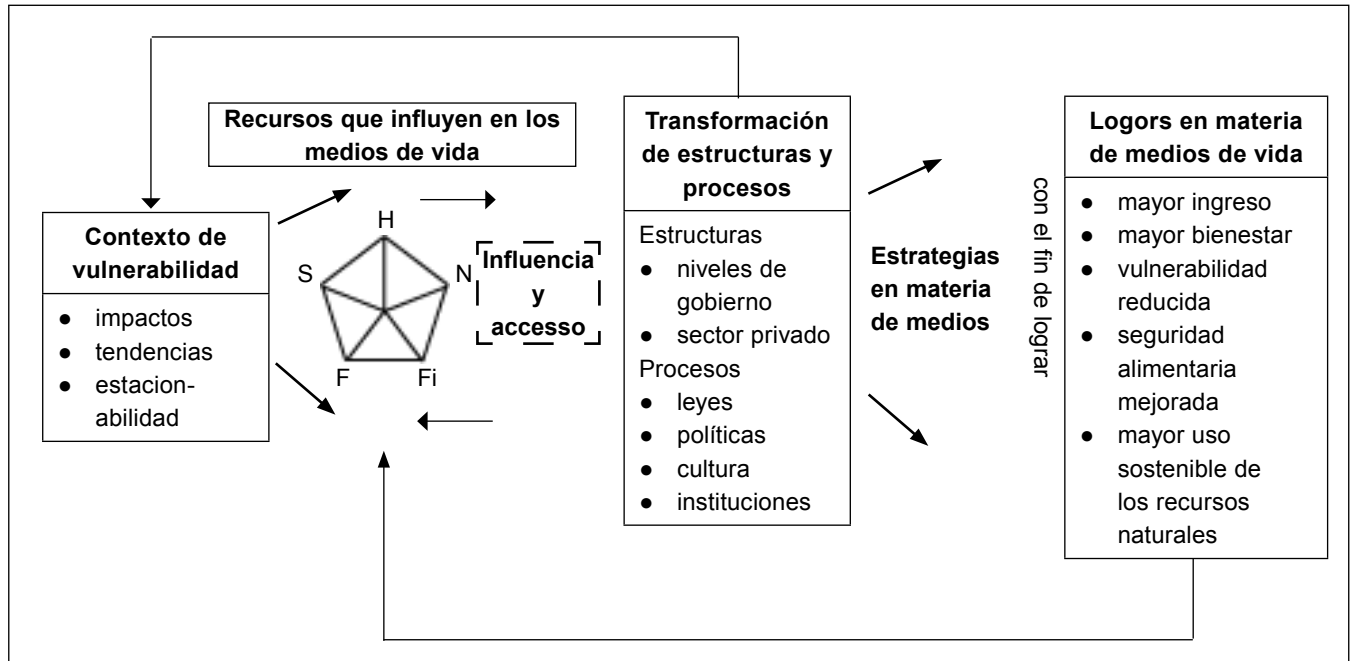 Recursos que influyen en los
medios de vida
Contexto de
vulnerabilidad
● impactos
● tendencias
● estacion-
abilidad
H
S
N
F
Fi
Influencia
y
accesso
Transformación
de estructuras y
procesos
Estructuras
● niveles de
gobierno
● sector privado
Procesos
● leyes
● políticas
● cultura
● instituciones
Estrategias
en materia
de medios
con el fin de lograr
Logors en materia
de medios de vida
● mayor ingreso
● mayor bienestar
● vulnerabilidad
reducida
● seguridad
alimentaria
mejorada
● mayor uso
sostenible de
los recursos
naturales